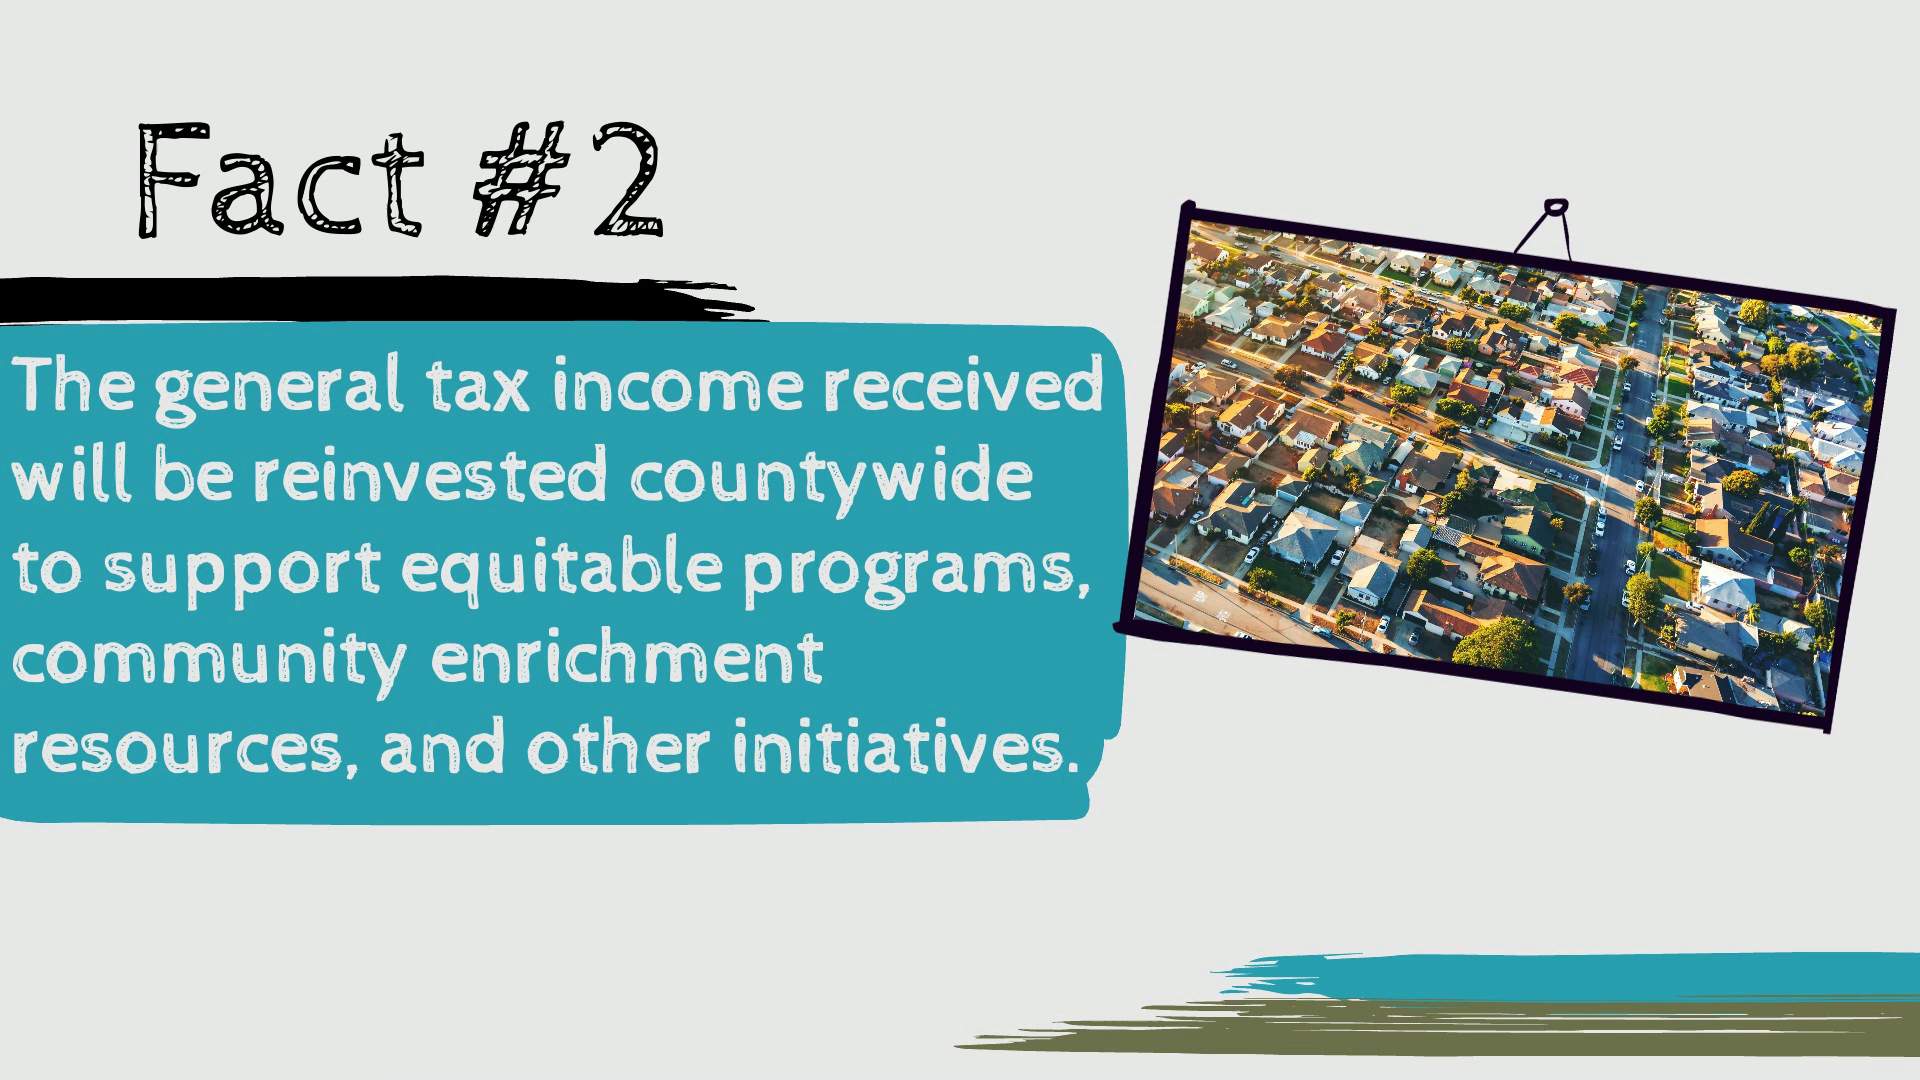 Fact #2
The general tax income received
will be reinvested countywide
to support equitable programs,
community enrichment
resources, and other initiatives.